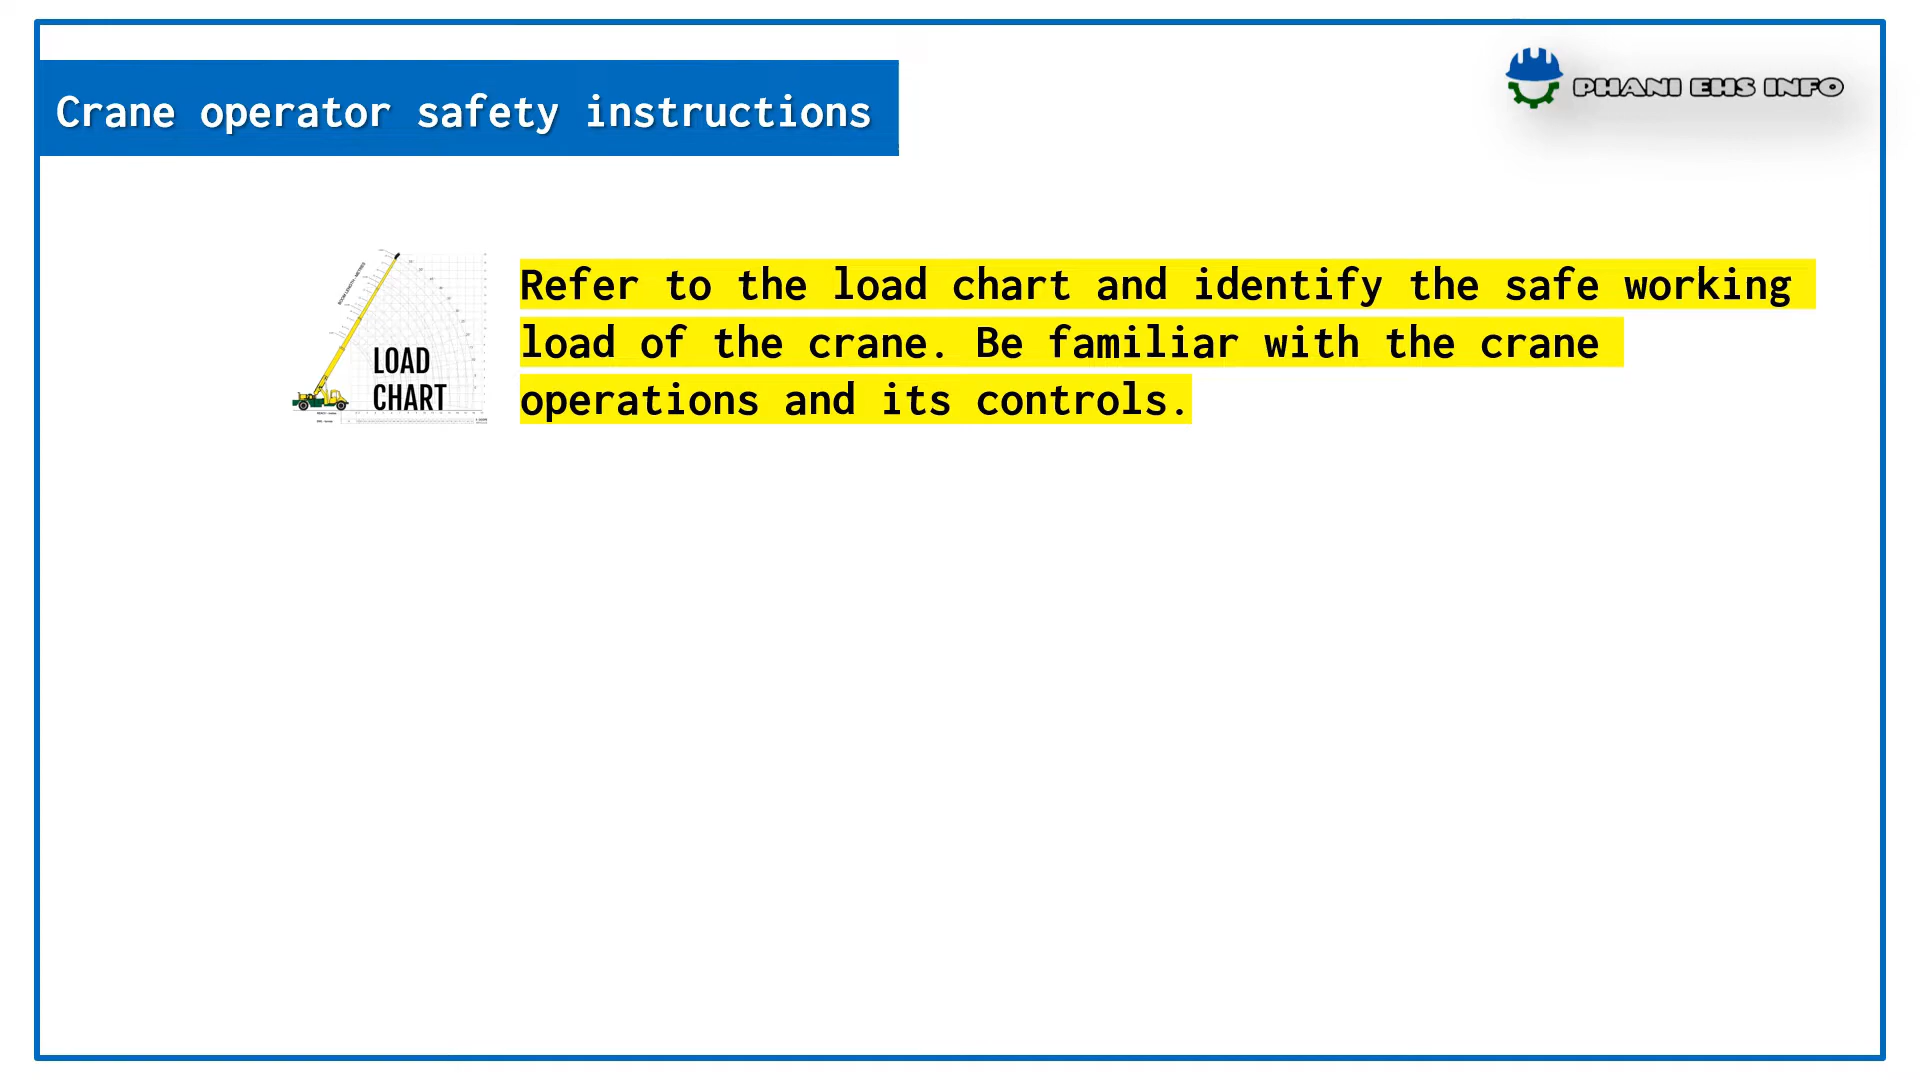 Crane operator safety instructions
PHANI EHS INFO
LOAD
CHART
Refer to the load chart and identify the safe working
load of the crane. Be familiar with the crane
operations and its controls.